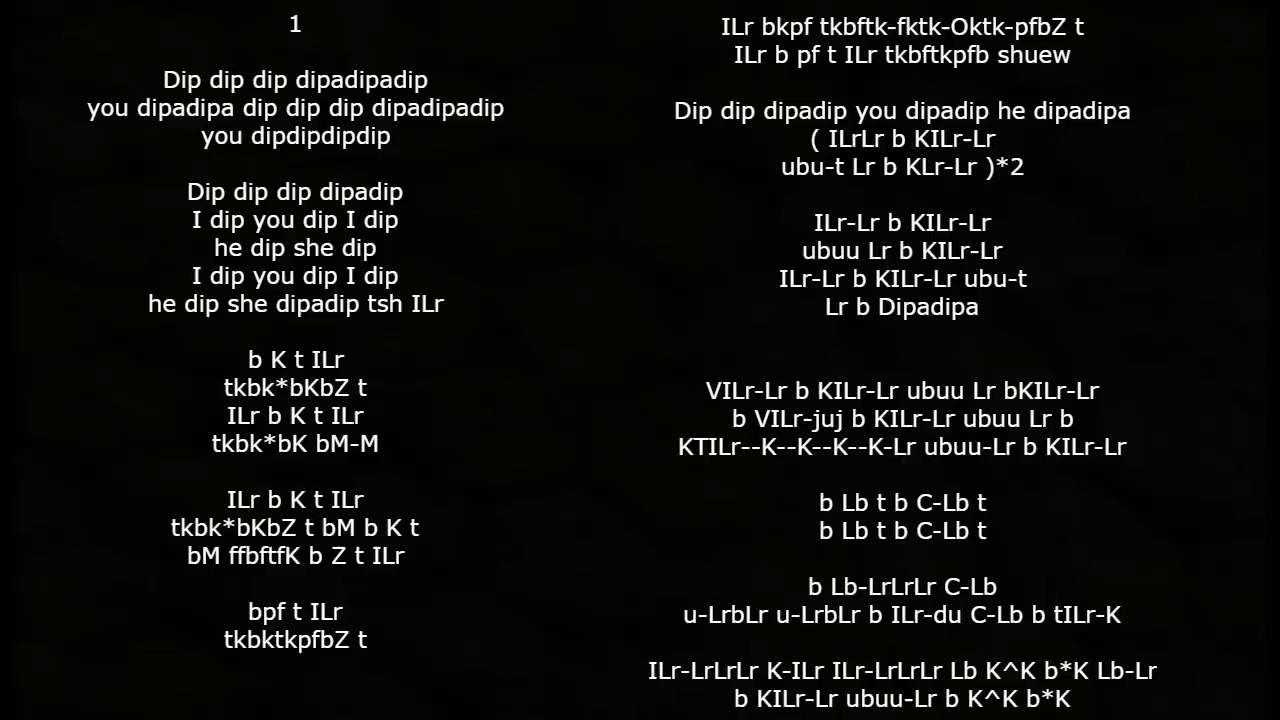 1
Dip dip dip dipadipadip
you dipadipa dip dip dip dipadipadip
you dipdipdipdip
Dip dip dip dipadip
I dip you dip I dip
he dip she dip
I dip you dip I dip
he dip she dipadip tsh ILr
b K t ILr
tkbk*bKbZ t
ILr b K t ILr
tkbk*bK bM-M
ILr b K t ILr
tkbk*bKbZ t bM b K t
bM ffbftfK b Z t ILr
bpf t ILr
tkbktkpfbZ t
ILr bkpf tkbftk-fktk-Oktk-pfbZ t
ILr b pf t ILr tkbftkpfb shuew
Dip dip dipadip you dipadip he dipadipa
( ILrLr b KILr-Lr
ubu-t Lr b KLr-Lr )*2
ILr-Lr b KILr-Lr
ubuu Lr b KILr-Lr
ILr-Lr b KILr-Lr ubu-t
Lr b Dipadipa
VILr-Lr b KILr-Lr ubuu Lr bKILr-Lr
b VILr-juj b KILr-Lr ubuu Lr b
KTILr--K--K--K--K-Lr ubuu-Lr b KILr-Lr
b Lb t b C-Lb t
b Lb t b C-Lb t
b Lb-LrLrLr C-Lb
u-LrbLr u-LrbLr b ILr-du C-Lb b tILr-K
ILr-LrLrLr K-ILr ILr-LrLrLr Lb K^K b*K Lb-Lr
b KILr-Lr ubuu-Lr b K^K b*K